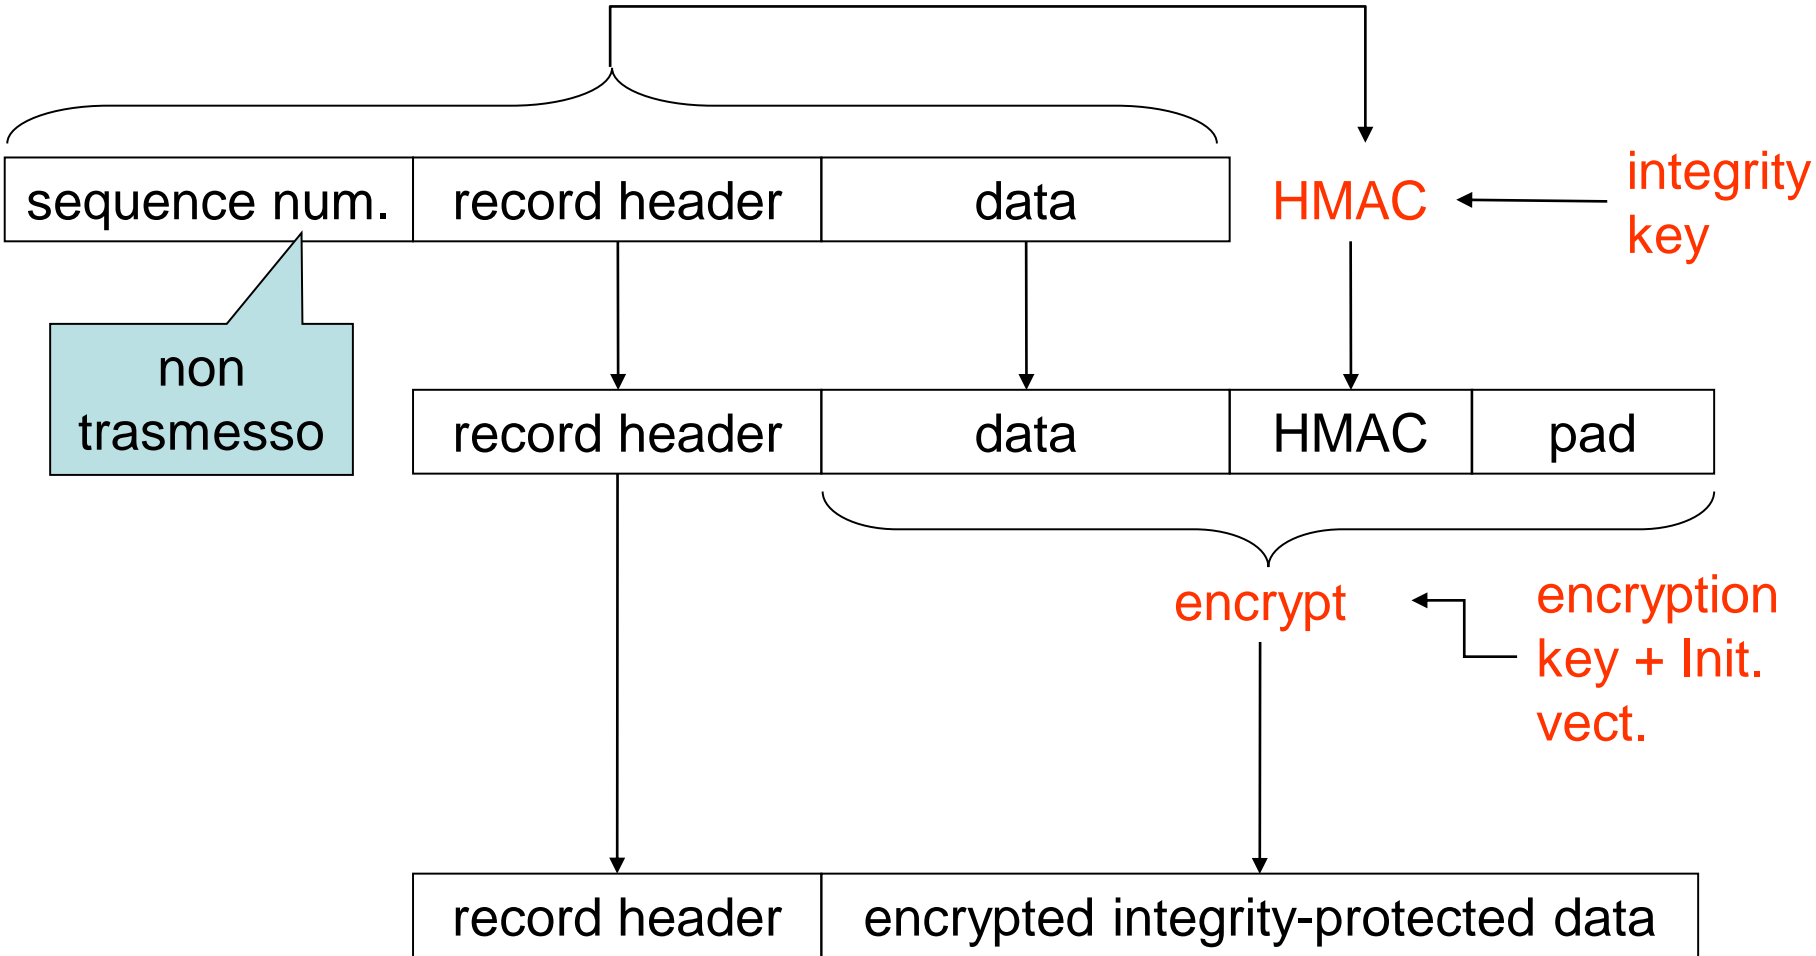 sequence num. record header data HMAC integrity
key
non
trasmesso
record header data HMAC pad
encrypt
encryption
key + Init.
vect.
record header encrypted integrity-protected data